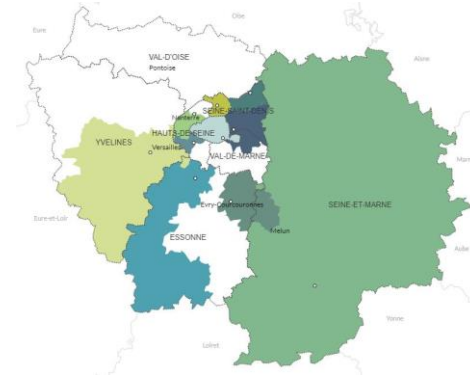 Eure
Oise
VAL-D'OISE
Pontoise
Aisne
SEINE-SAINT-DENIS
Nanterre
HAUTS-DE-SEINE
YVELINES
Versailles
VAL-DE-MARNE
Evry-Courcouronnes
SEINE-ET-MARNE
Eure-et-Loir
Melun
ESSONNE
Aube
Yonne
Loiret